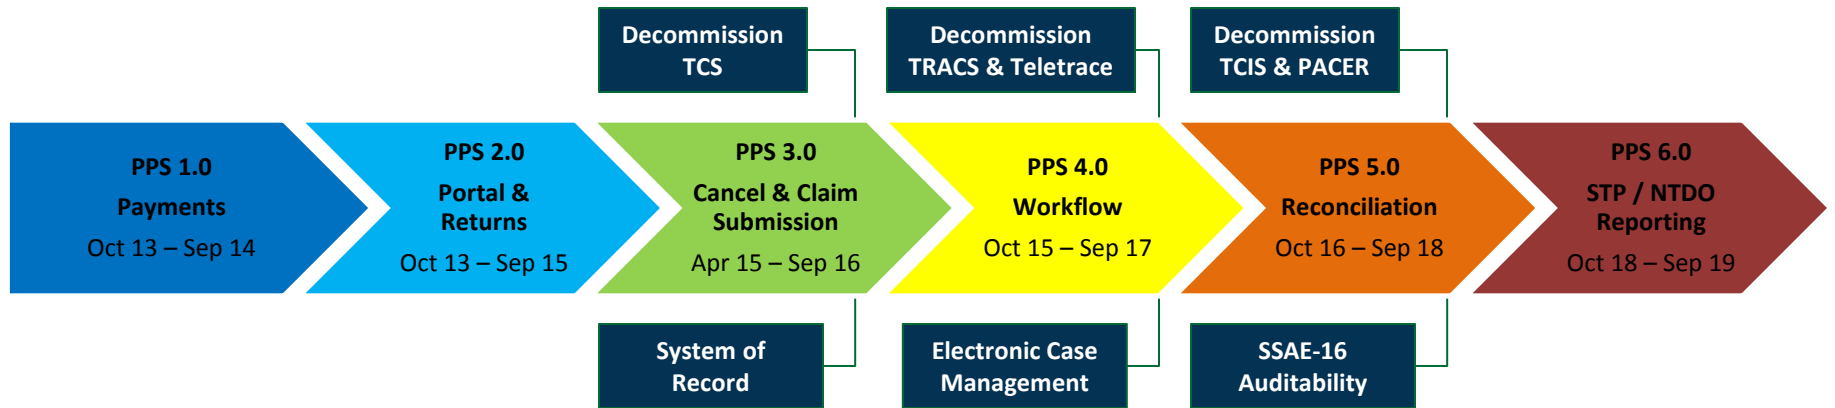 Decommission
TCS
Decommission
TRACS & Teletrace
Decommission
TCIS & PACER
PPS 1.0
Payments
Oct 13 – Sep 14
PPS 2.0
Portal &
Returns
Oct 13 – Sep 15
PPS 3.0
Cancel & Claim
Submission
Apr 15 – Sep 16
PPS 4.0
Workflow
Oct 15 – Sep 17
PPS 5.0
Reconciliation
Oct 16 – Sep 18
PPS 6.0
STP / NTDO
Reporting
Oct 18 – Sep 19
System of
Record
Electronic Case
Management
SSAE-16
Auditability